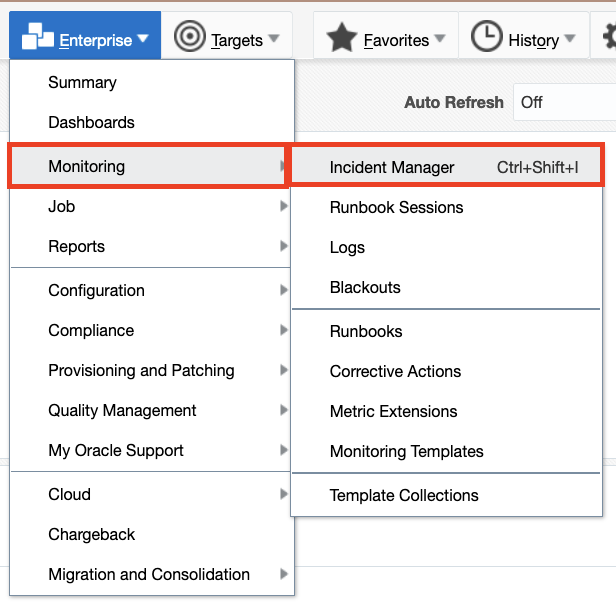 Enterprise
Targets
Favorites
History
Auto Refresh Off
Summary
Dashboards
Monitoring
Job
Reports
Configuration
Compliance
Provisioning and Patching
Quality Management
My Oracle Support
Cloud
Chargeback
Migration and Consolidation
Incident Manager Ctrl+Shift+I
Runbook Sessions
Logs
Blackouts
Runbooks
Corrective Actions
Metric Extensions
Monitoring Templates
Template Collections